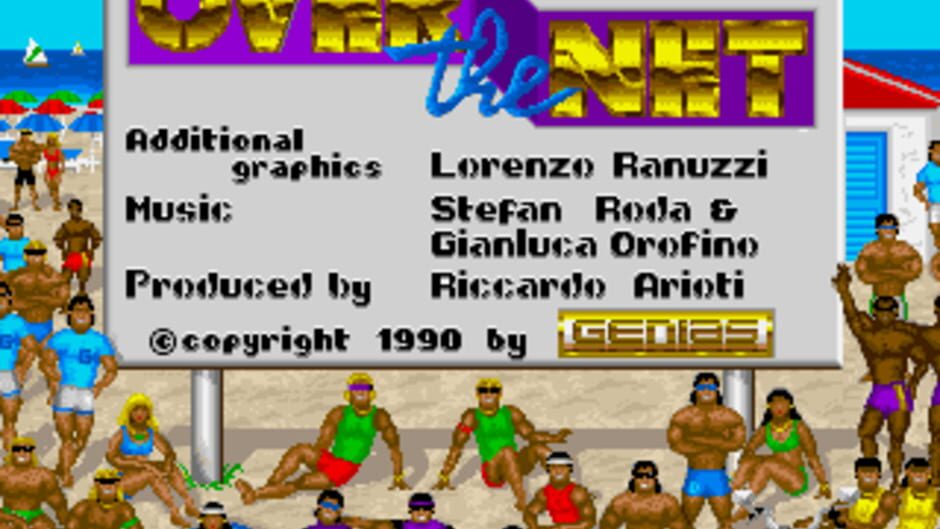 OVER
the NET
Additional
graphics Lorenzo Ranuzzi
Music Stefan Roda &
Gianluca Orofino
Produced by Riccardo Arioti
©copyright 1990 by GENIAS
G